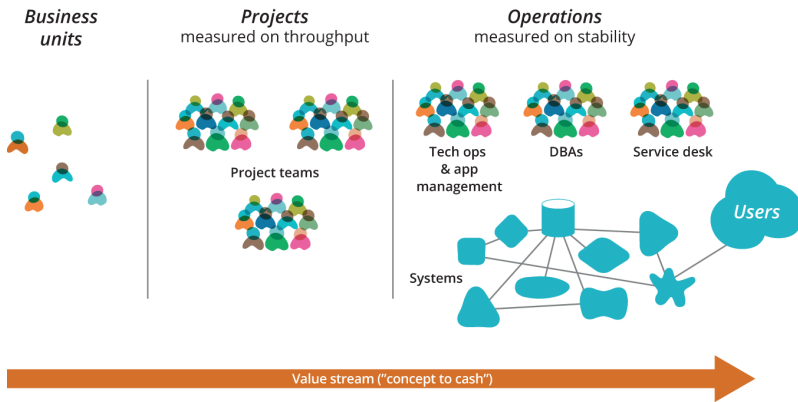 Business
units
Projects
measured on throughput
Operations
measured on stability
Project teams
Tech ops
& app
management
DBAs
Service desk
Users
Systems
Value stream (”concept to cash”)